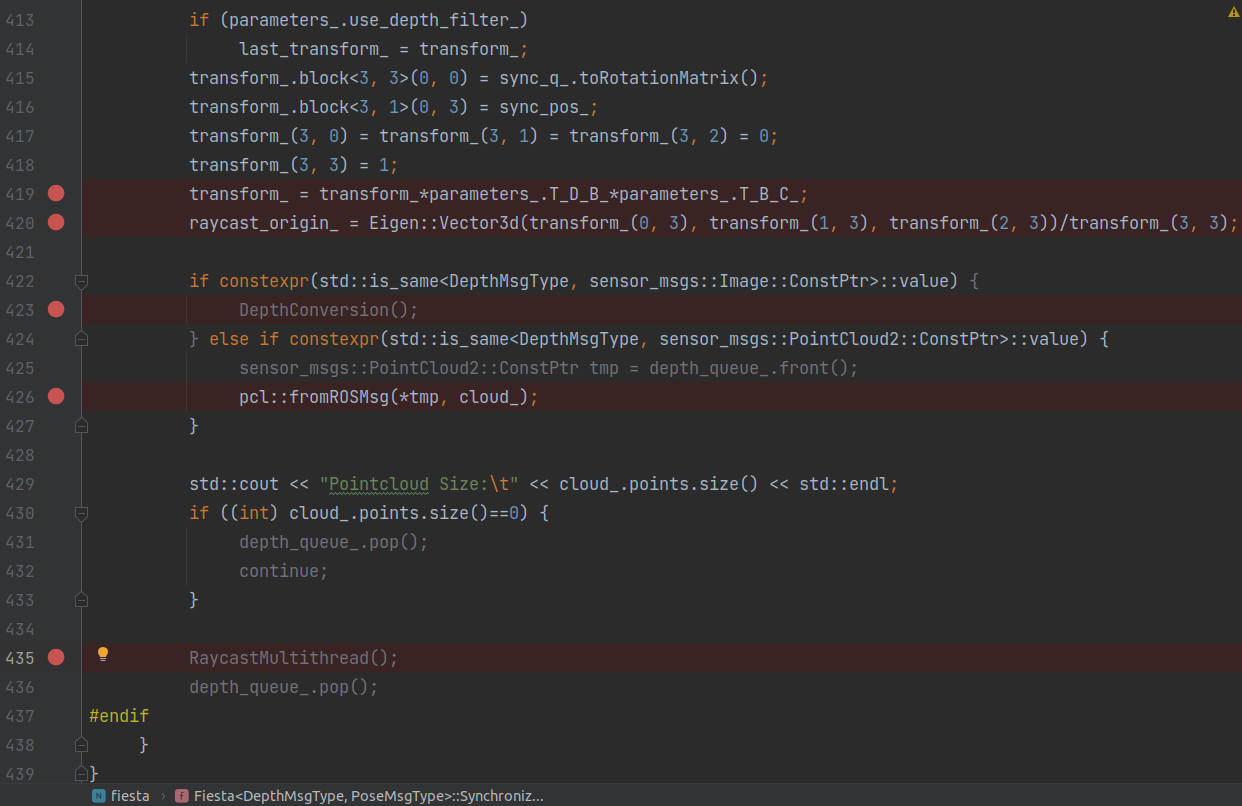 413 if (parameters_.use_depth_filter_)
414 last_transform_ = transform_;
415 transform_.block<3, 3>(0, 0) = sync_q_.toRotationMatrix();
416 transform_.block<3, 1>(0, 3) = sync_pos_;
417 transform_(3, 0) = transform_(3, 1) = transform_(3, 2) = 0;
418 transform_(3, 3) = 1;
419 transform_ = transform_*parameters_.T_D_B_*parameters_.T_B_C_;
420 raycast_origin_ = Eigen::Vector3d(transform_(0, 3), transform_(1, 3), transform_(2, 3))/transform_(3, 3);
421
422 if constexpr(std::is_same<DepthMsgType, sensor_msgs::Image::ConstPtr>::value) {
423 DepthConversion();
424 } else if constexpr(std::is_same<DepthMsgType, sensor_msgs::PointCloud2::ConstPtr>::value) {
425 sensor_msgs::PointCloud2::ConstPtr tmp = depth_queue_.front();
426 pcl::fromROSMsg(*tmp, cloud_);
427 }
428
429 std::cout << "Pointcloud Size:\t" << cloud_.points.size() << std::endl;
430 if ((int) cloud_.points.size()==0) {
431 depth_queue_.pop();
432 continue;
433 }
434
435 RaycastMultithread();
436 depth_queue_.pop();
437 #endif
438 }
439 }
N fiesta › f Fiesta<DepthMsgType, PoseMsgType>::Synchroniz...